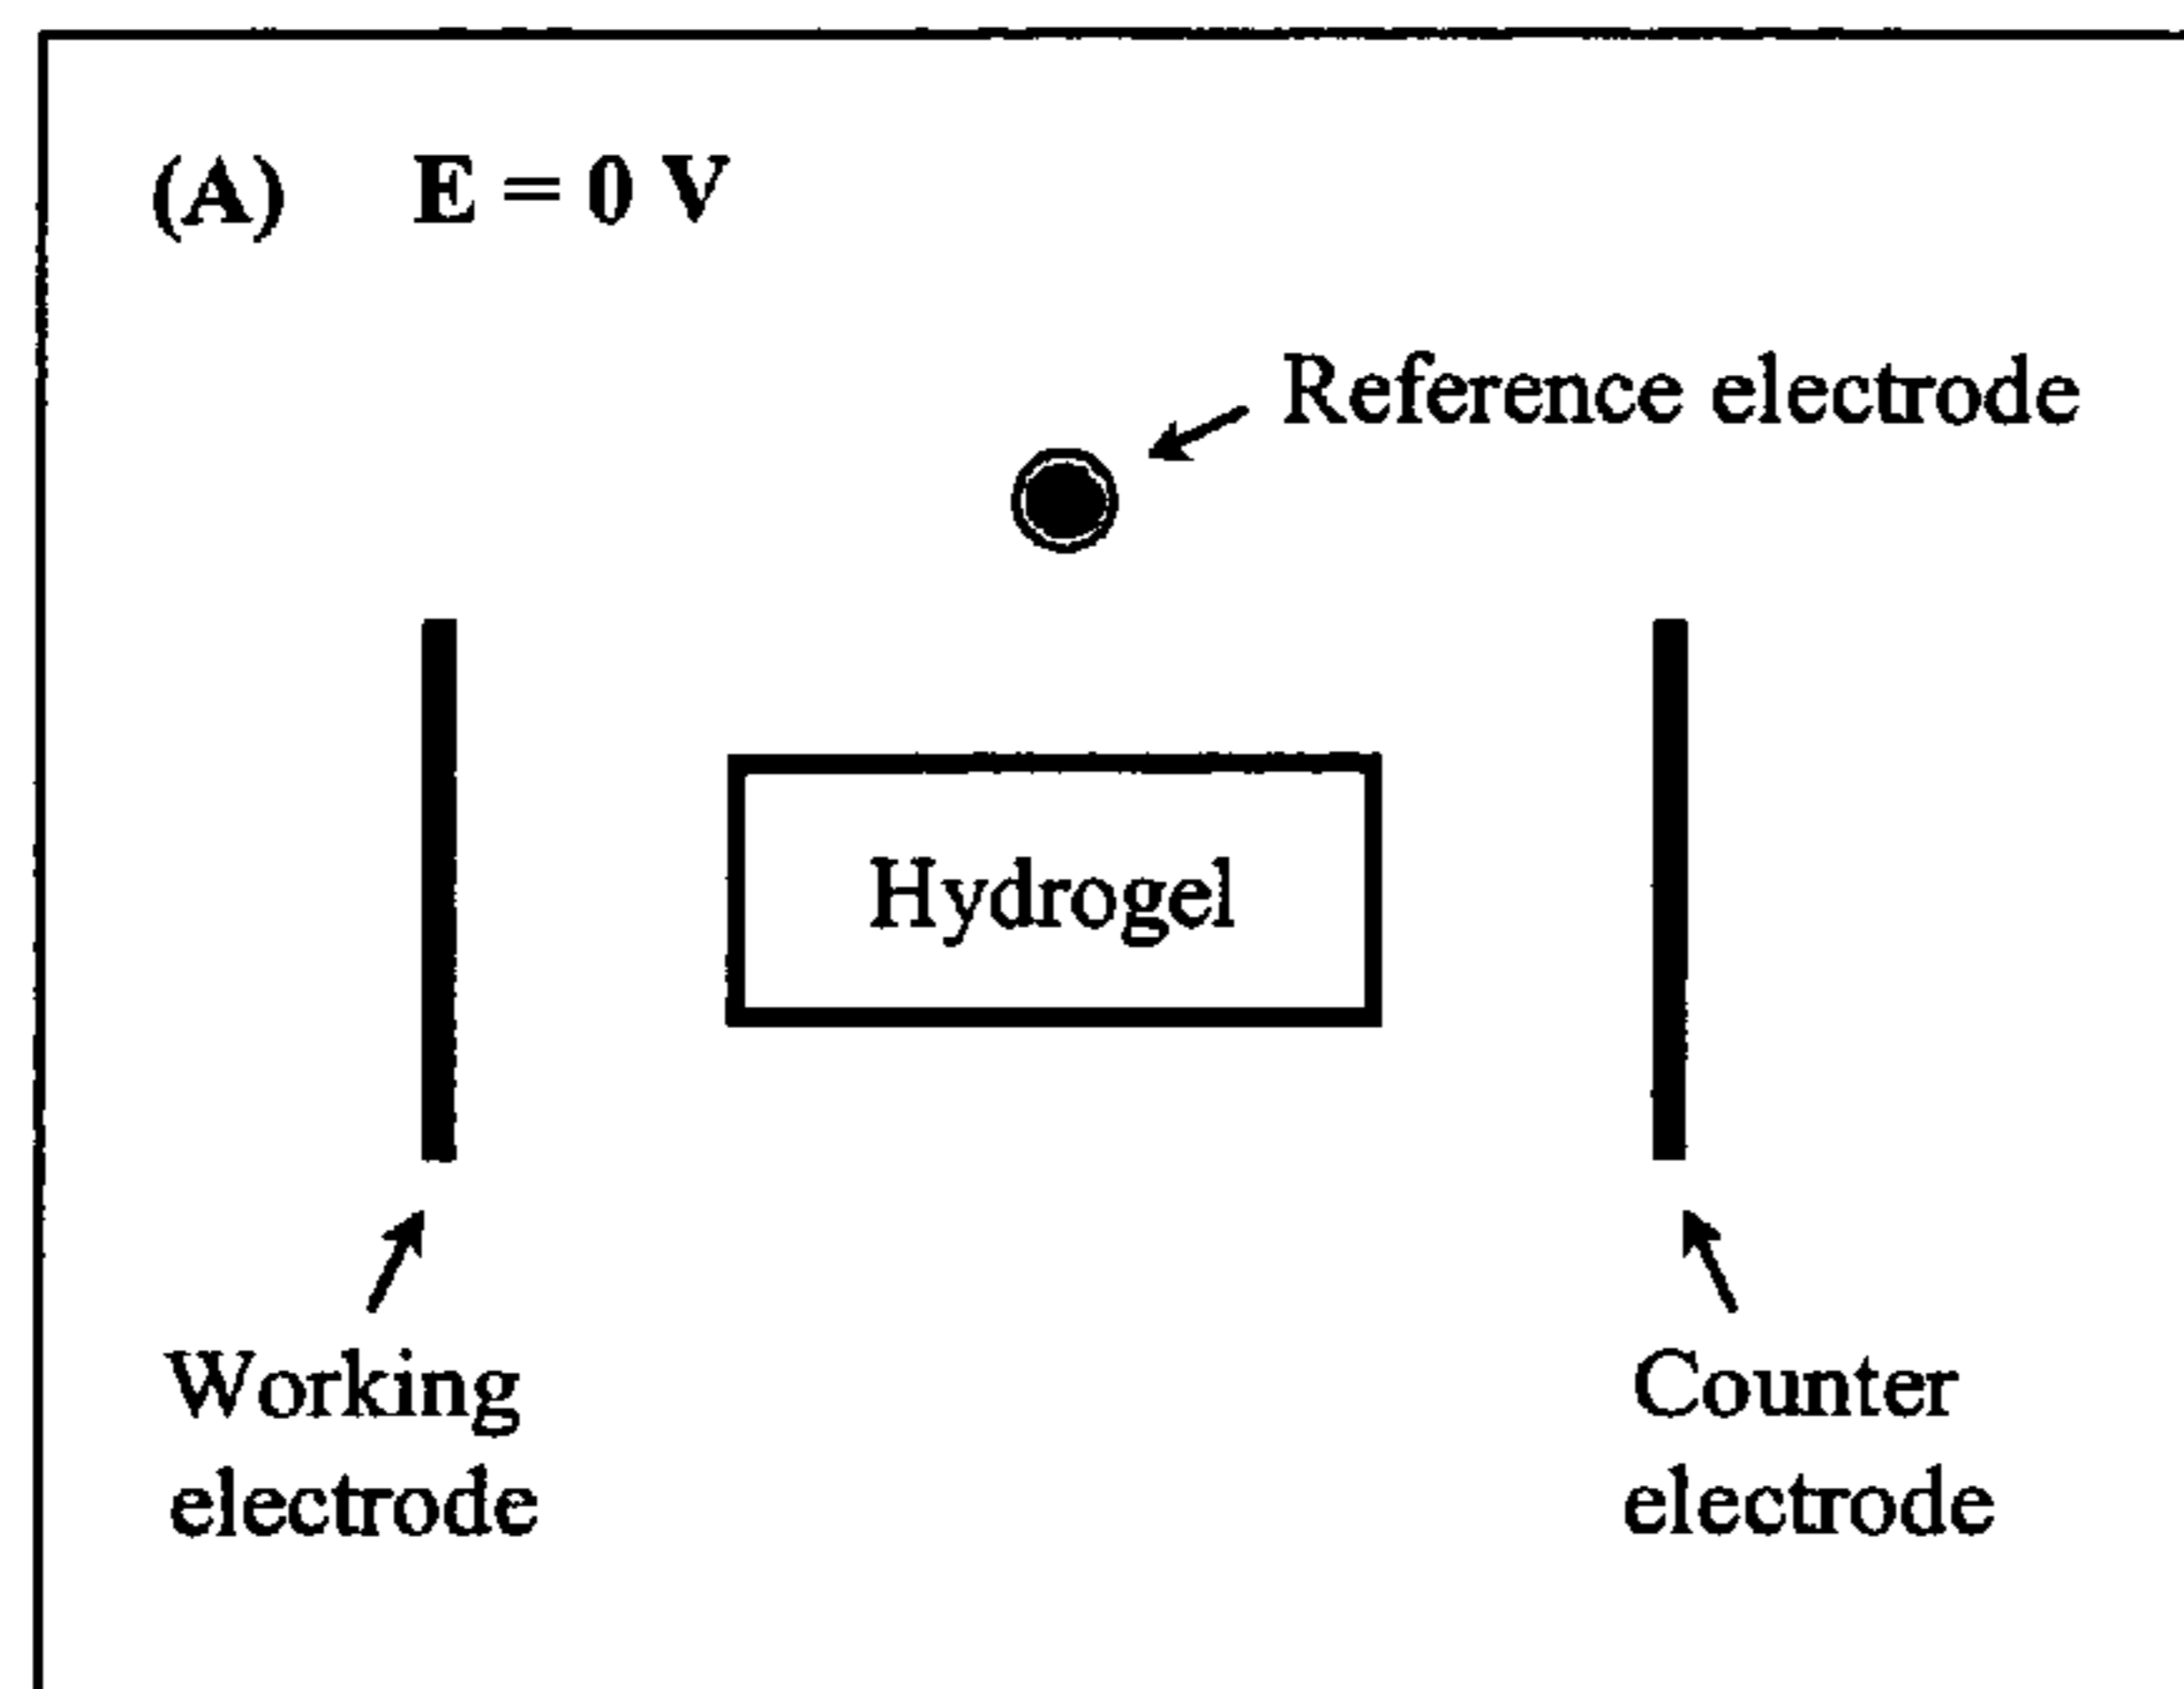 (A) E = 0 V
Reference electrode
Hydrogel
Working
electrode
Counter
electrode